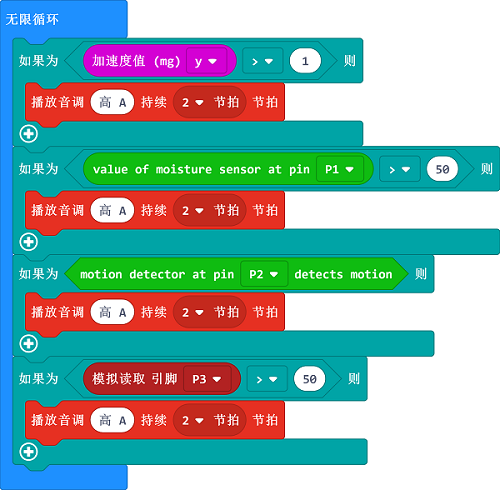 无限循环
如果为 加速度值 (mg) y > 1 则
播放音调 高 A 持续 2 节拍 节拍
如果为 value of moisture sensor at pin P1 > 50 则
播放音调 高 A 持续 2 节拍 节拍
如果为 motion detector at pin P2 detects motion 则
播放音调 高 A 持续 2 节拍 节拍
如果为 模拟读取 引脚 P3 > 50 则
播放音调 高 A 持续 2 节拍 节拍